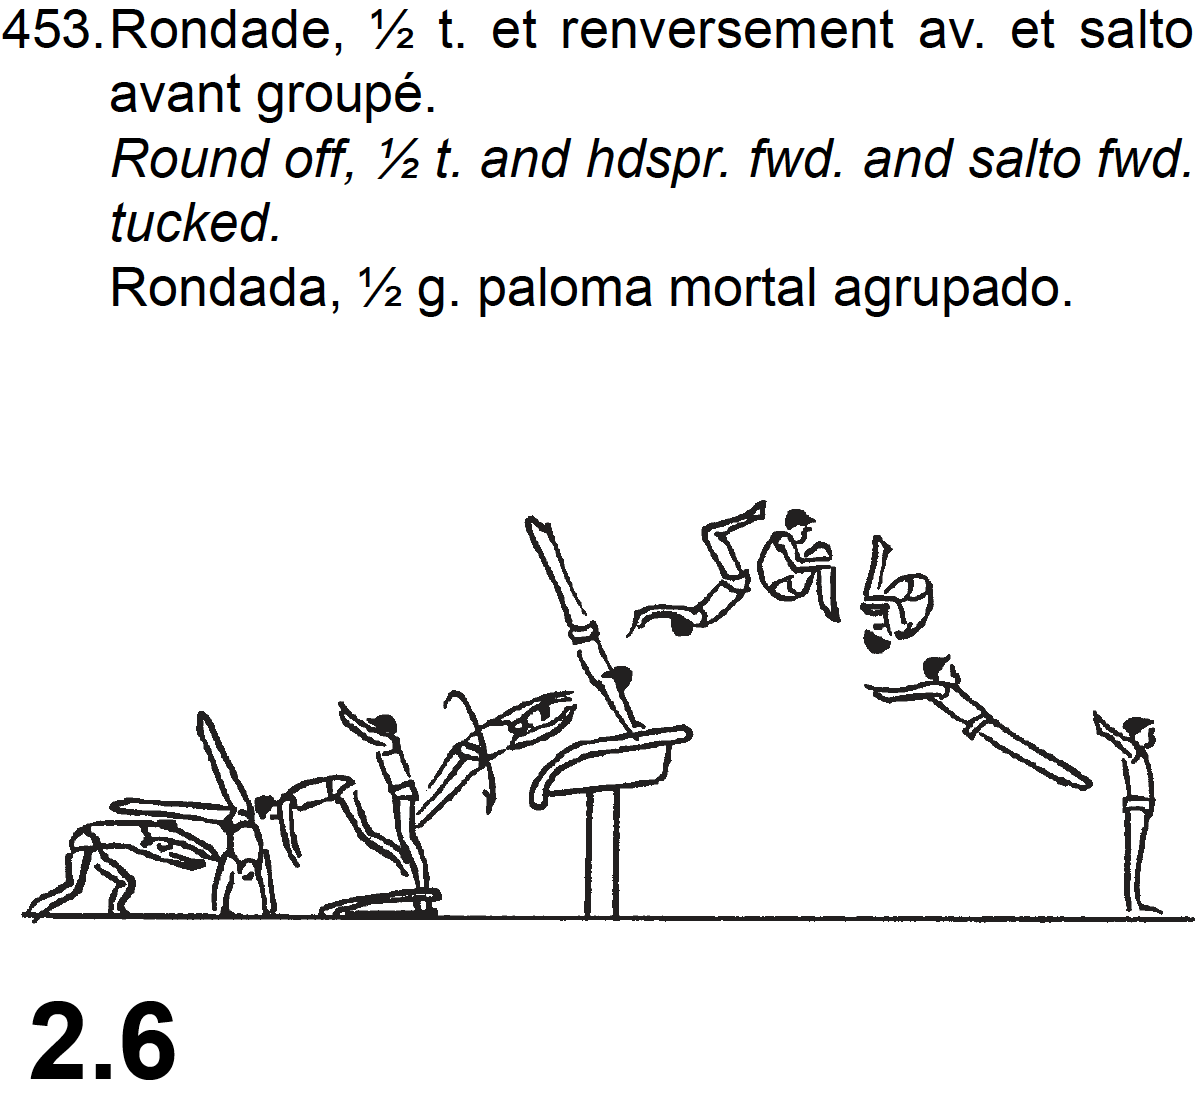 453. Rondade, ½ t. et renversement av. et salto
avant groupé.
Round off, ½ t. and hdspr. fwd. and salto fwd.
tucked.
Rondada, ½ g. paloma mortal agrupado.
2.6